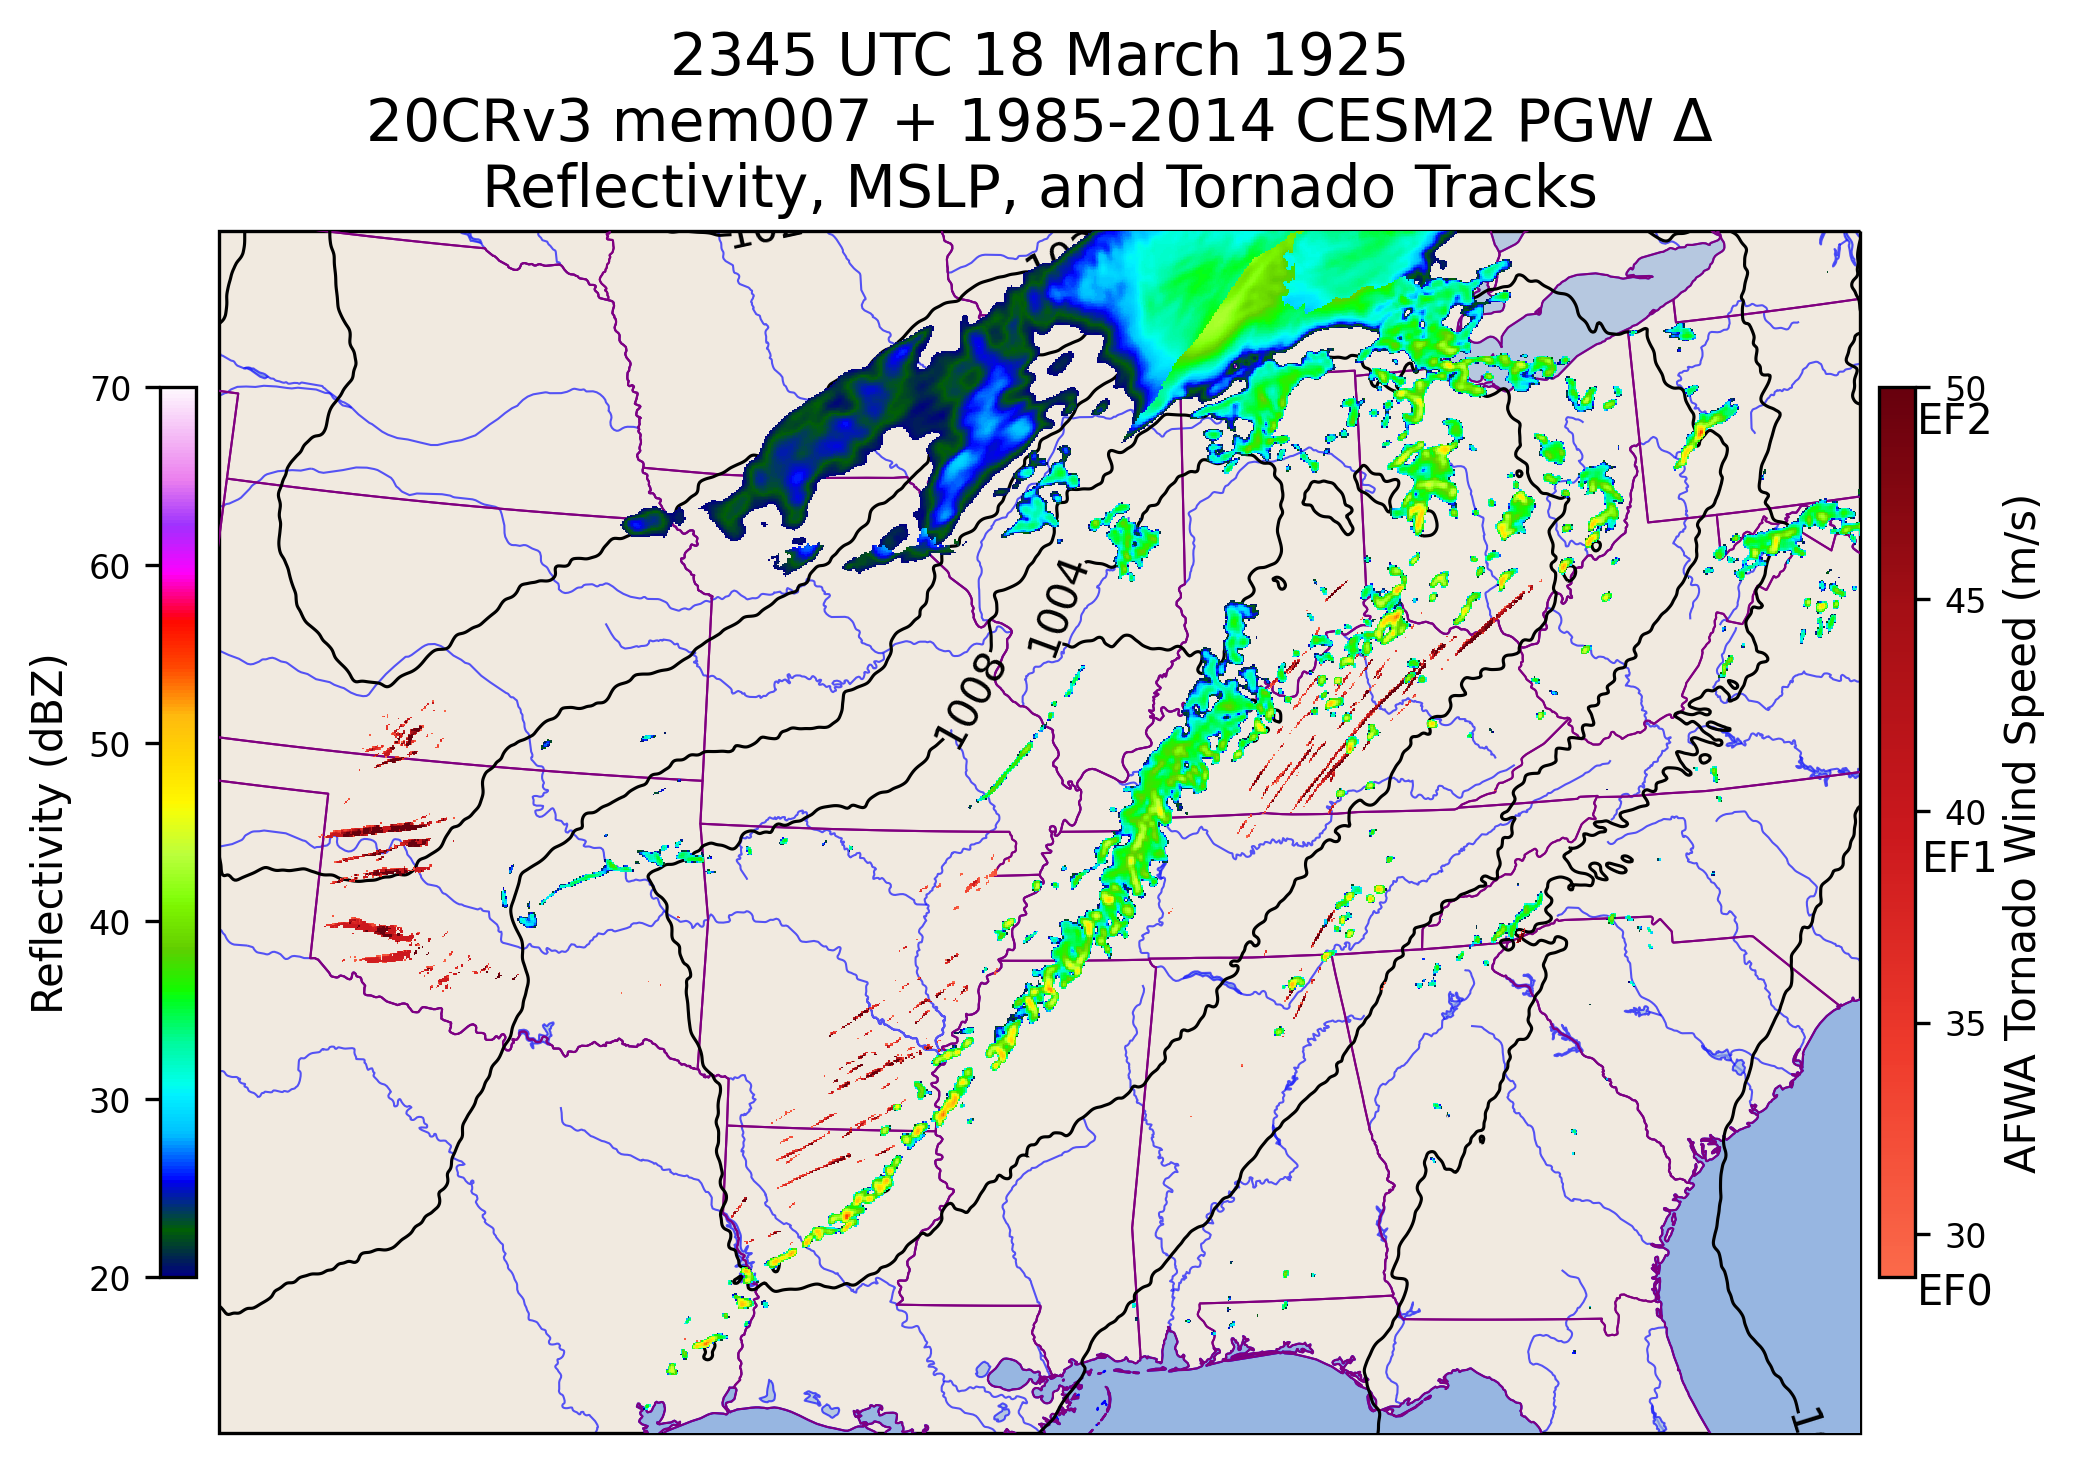 2345 UTC 18 March 1925
20CRv3 mem007 + 1985-2014 CESM2 PGW Δ
Reflectivity, MSLP, and Tornado Tracks
70
60
50
40
30
20
Reflectivity (dBZ)
1004
1008
50
EF2
45
40
EF1
35
30
EF0
AFWA Tornado Wind Speed (m/s)